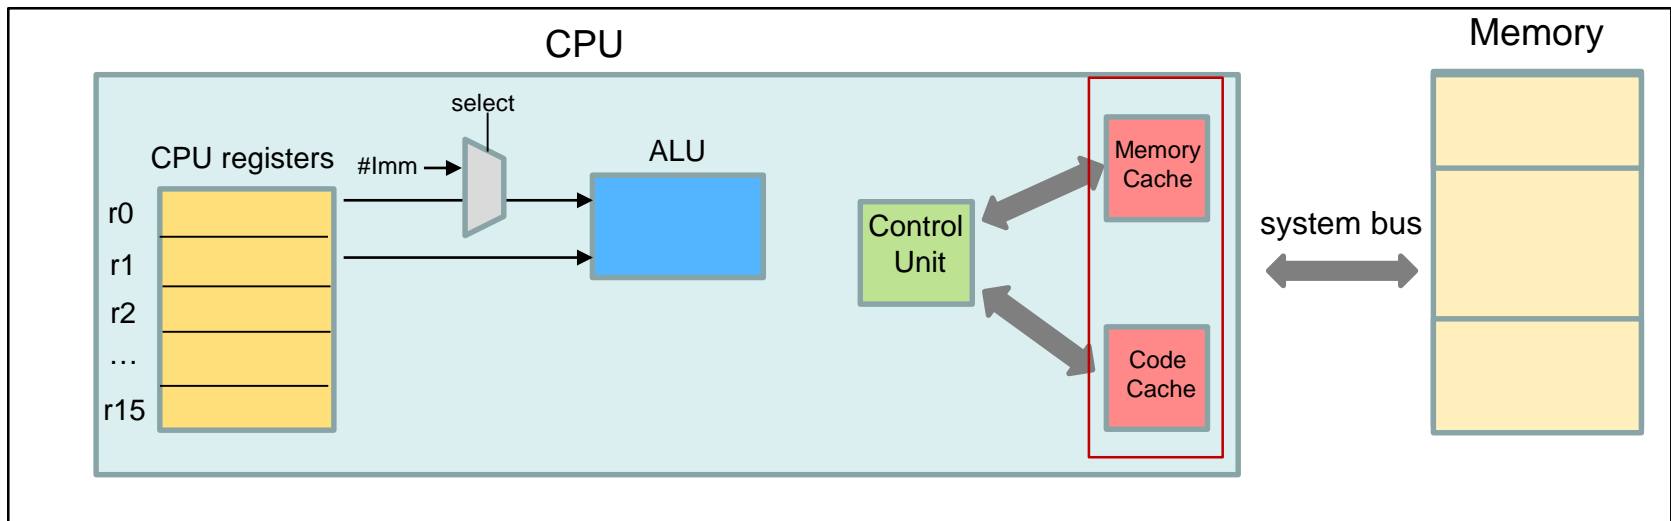 CPU
Memory
select
CPU registers
#Imm
ALU
Memory
Cache
r0
Control
Unit
system bus
r1
r2
…
r15
Code
Cache